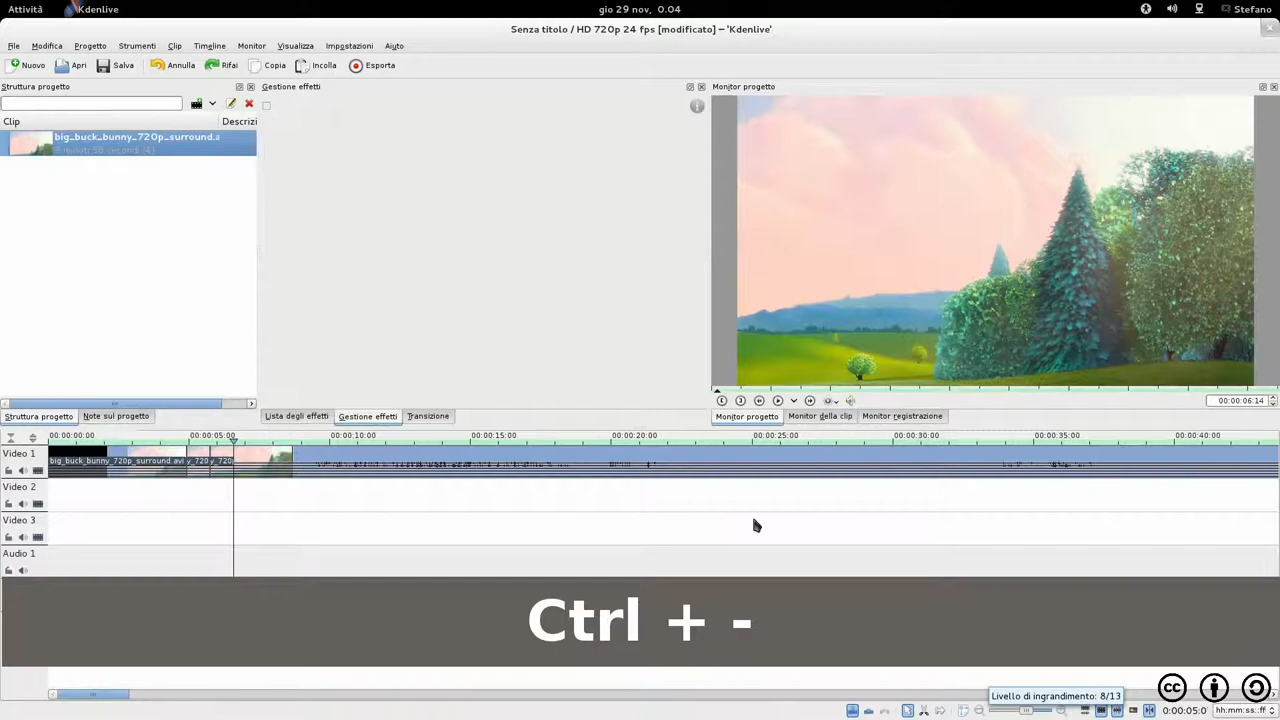 Attività Kdenlive gio 29 nov, 0.04 Stefano
Senza titolo / HD 720p 24 fps [modificato] – 'Kdenlive'
File Modifica Progetto Strumenti Clip Timeline Monitor Visualizza Impostazioni Aiuto
Nuovo Apri Salva Annulla Rifai Copia Incolla Esporta
Struttura progetto Gestione effetti Monitor progetto
Clip Descrizi
big_buck_bunny_720p_surround.a
00:00:06:14
Struttura progetto Note sul progetto Lista degli effetti Gestione effetti Transizione Monitor progetto Monitor della clip Monitor registrazione
00:00:00:00 00:00:05:00 00:00:10:00 00:00:15:00 00:00:20:00 00:00:25:00 00:00:30:00 00:00:35:00 00:00:40:00
Video 1
big_buck_bunny_720p_surround.avi y_720 y_720
Video 2
Video 3
Audio 1
Ctrl + -
Livello di ingrandimento: 8/13
cc
0:00:05:0 hh:mm:ss::ff